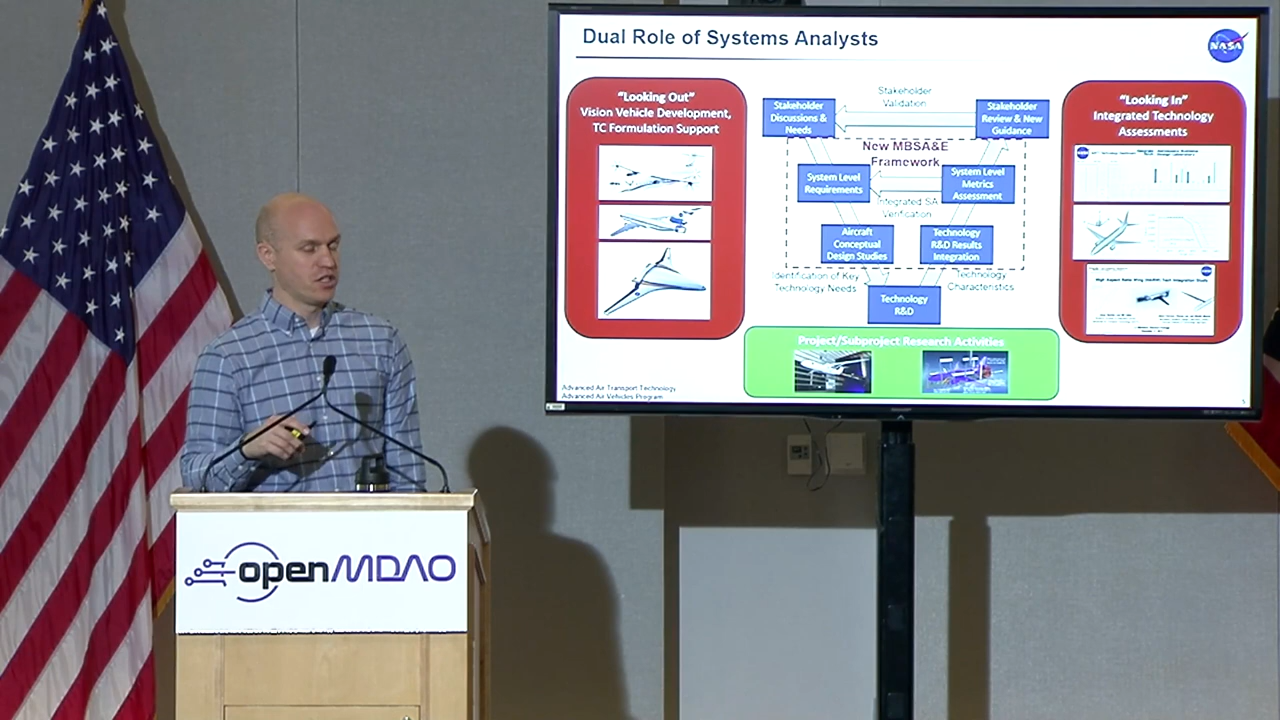 Dual Role of Systems Analysts
NASA
"Looking Out"
Vision Vehicle Development,
TC Formulation Support
Stakeholder
Validation
Stakeholder
Discussions &
Needs
Stakeholder
Review & New
Guidance
New MBSA&E
Framework
System Level
Requirements
System Level
Metrics
Assessment
Integrated SA
Verification
Aircraft
Conceptual
Design Studies
Technology
R&D Results
Integration
Identification of Key
Technology Needs
Technology
Characteristics
Technology
R&D
"Looking In"
Integrated Technology
Assessments
Project/Subproject Research Activities
Advanced Air Transport Technology
Advanced Air Vehicles Program
openMDAO